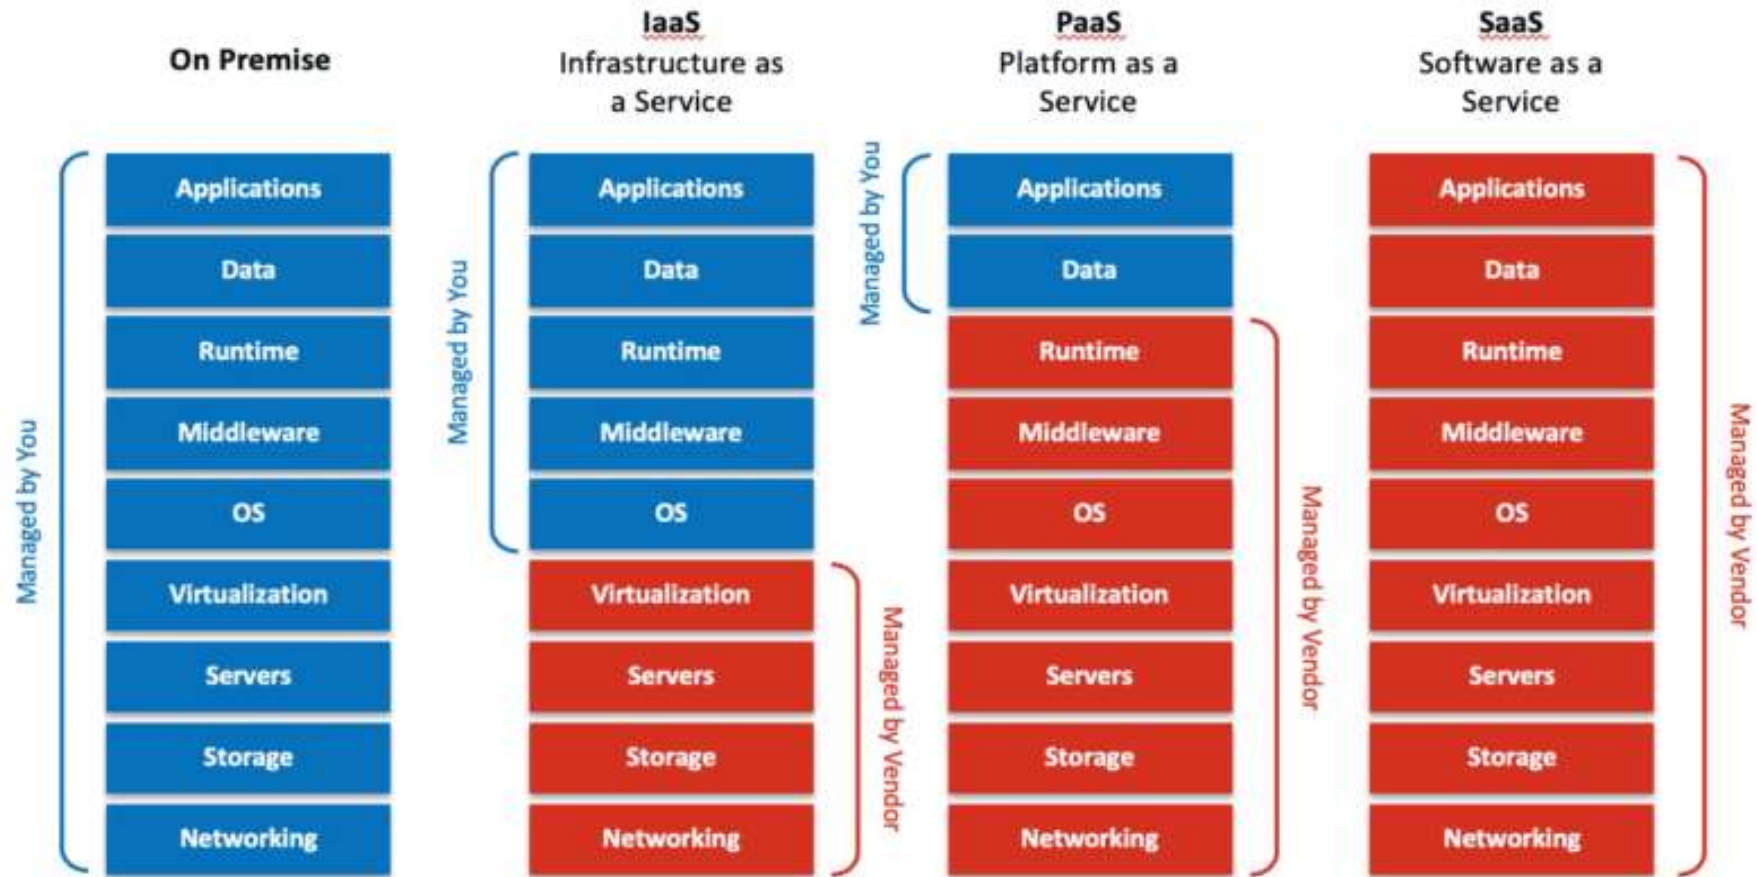 On Premise
Managed by You
Applications
Data
Runtime
Middleware
OS
Virtualization
Servers
Storage
Networking
IaaS
Infrastructure as
a Service
Managed by You
Applications
Data
Runtime
Middleware
OS
Virtualization
Servers
Storage
Networking
Managed by Vendor
PaaS
Platform as a
Service
Managed by You
Applications
Data
Runtime
Middleware
OS
Virtualization
Servers
Storage
Networking
Managed by Vendor
SaaS
Software as a
Service
Applications
Data
Runtime
Middleware
OS
Virtualization
Servers
Storage
Networking
Managed by Vendor